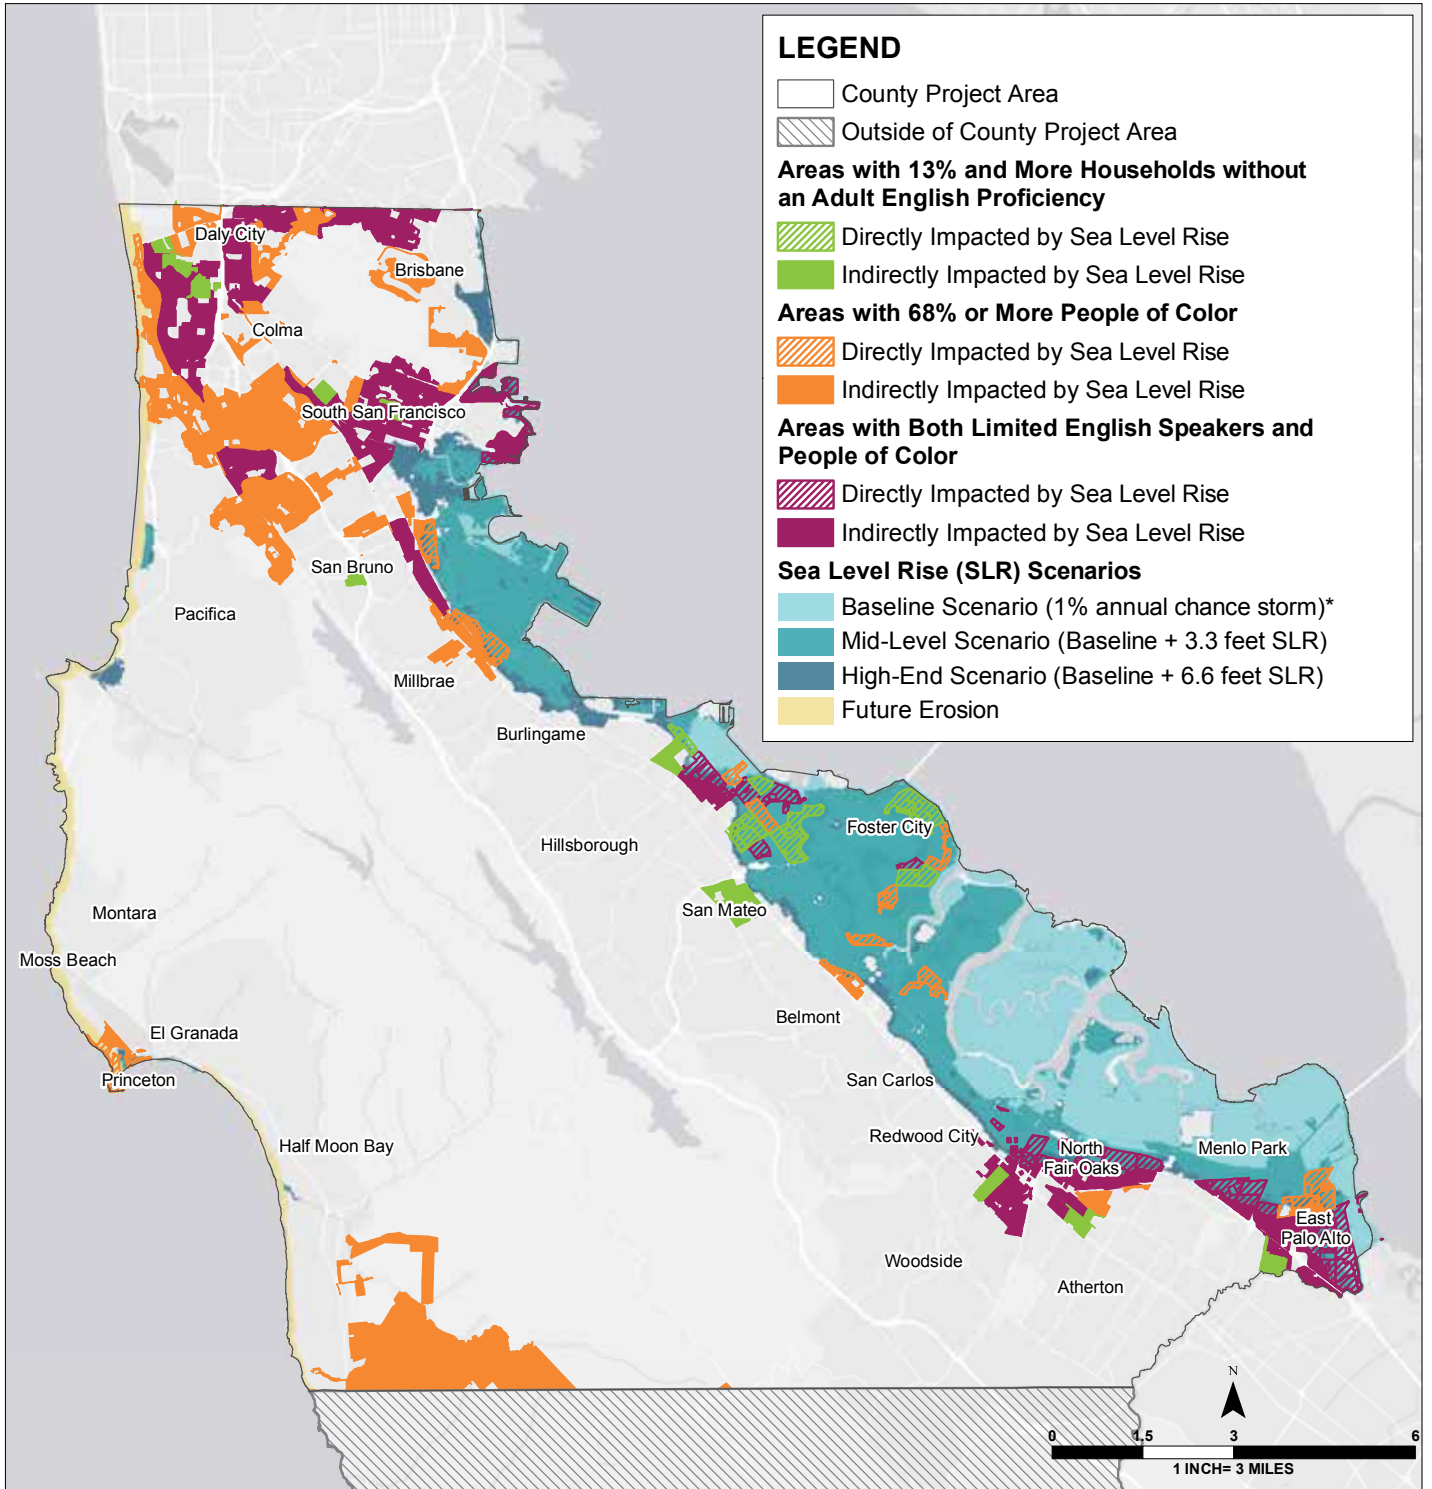 LEGEND
County Project Area
Outside of County Project Area
Areas with 13% and More Households without
an Adult English Proficiency
Directly Impacted by Sea Level Rise
Indirectly Impacted by Sea Level Rise
Areas with 68% or More People of Color
Directly Impacted by Sea Level Rise
Indirectly Impacted by Sea Level Rise
Areas with Both Limited English Speakers and
People of Color
Directly Impacted by Sea Level Rise
Indirectly Impacted by Sea Level Rise
Sea Level Rise (SLR) Scenarios
Baseline Scenario (1% annual chance storm)*
Mid-Level Scenario (Baseline + 3.3 feet SLR)
High-End Scenario (Baseline + 6.6 feet SLR)
Future Erosion
Daly City
Brisbane
Colma
South San Francisco
San Bruno
Pacifica
Millbrae
Burlingame
Hillsborough
Foster City
San Mateo
Montara
Moss Beach
El Granada
Princeton
Belmont
San Carlos
Half Moon Bay
Redwood City
North
Fair Oaks
Menlo Park
East
Palo Alto
Woodside
Atherton
N
0 1.5 3 6
1 INCH= 3 MILES